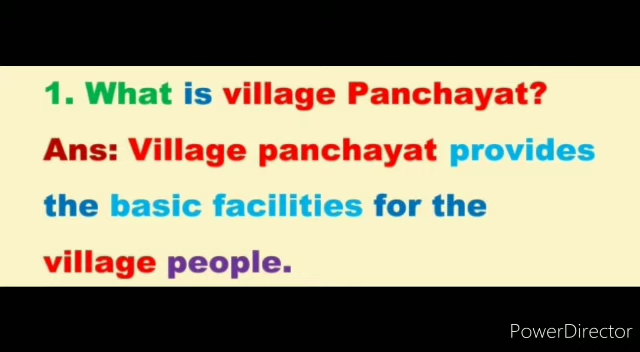 1. What is village Panchayat?
Ans: Village panchayat provides
the basic facilities for the
village people.
PowerDirector